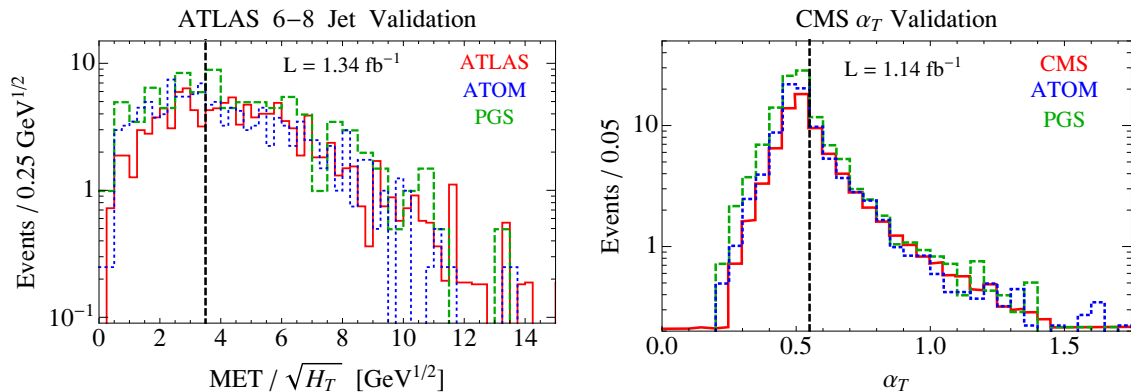 ATLAS 6–8 Jet Validation
L = 1.34 fb⁻¹
ATLAS
ATOM
PGS
Events / 0.25 GeV^{1/2}
10
1
10⁻¹
0 2 4 6 8 10 12 14
MET / √H_T [GeV^{1/2}]
CMS α_T Validation
L = 1.14 fb⁻¹
CMS
ATOM
PGS
Events / 0.05
10
1
0.0 0.5 1.0 1.5
α_T